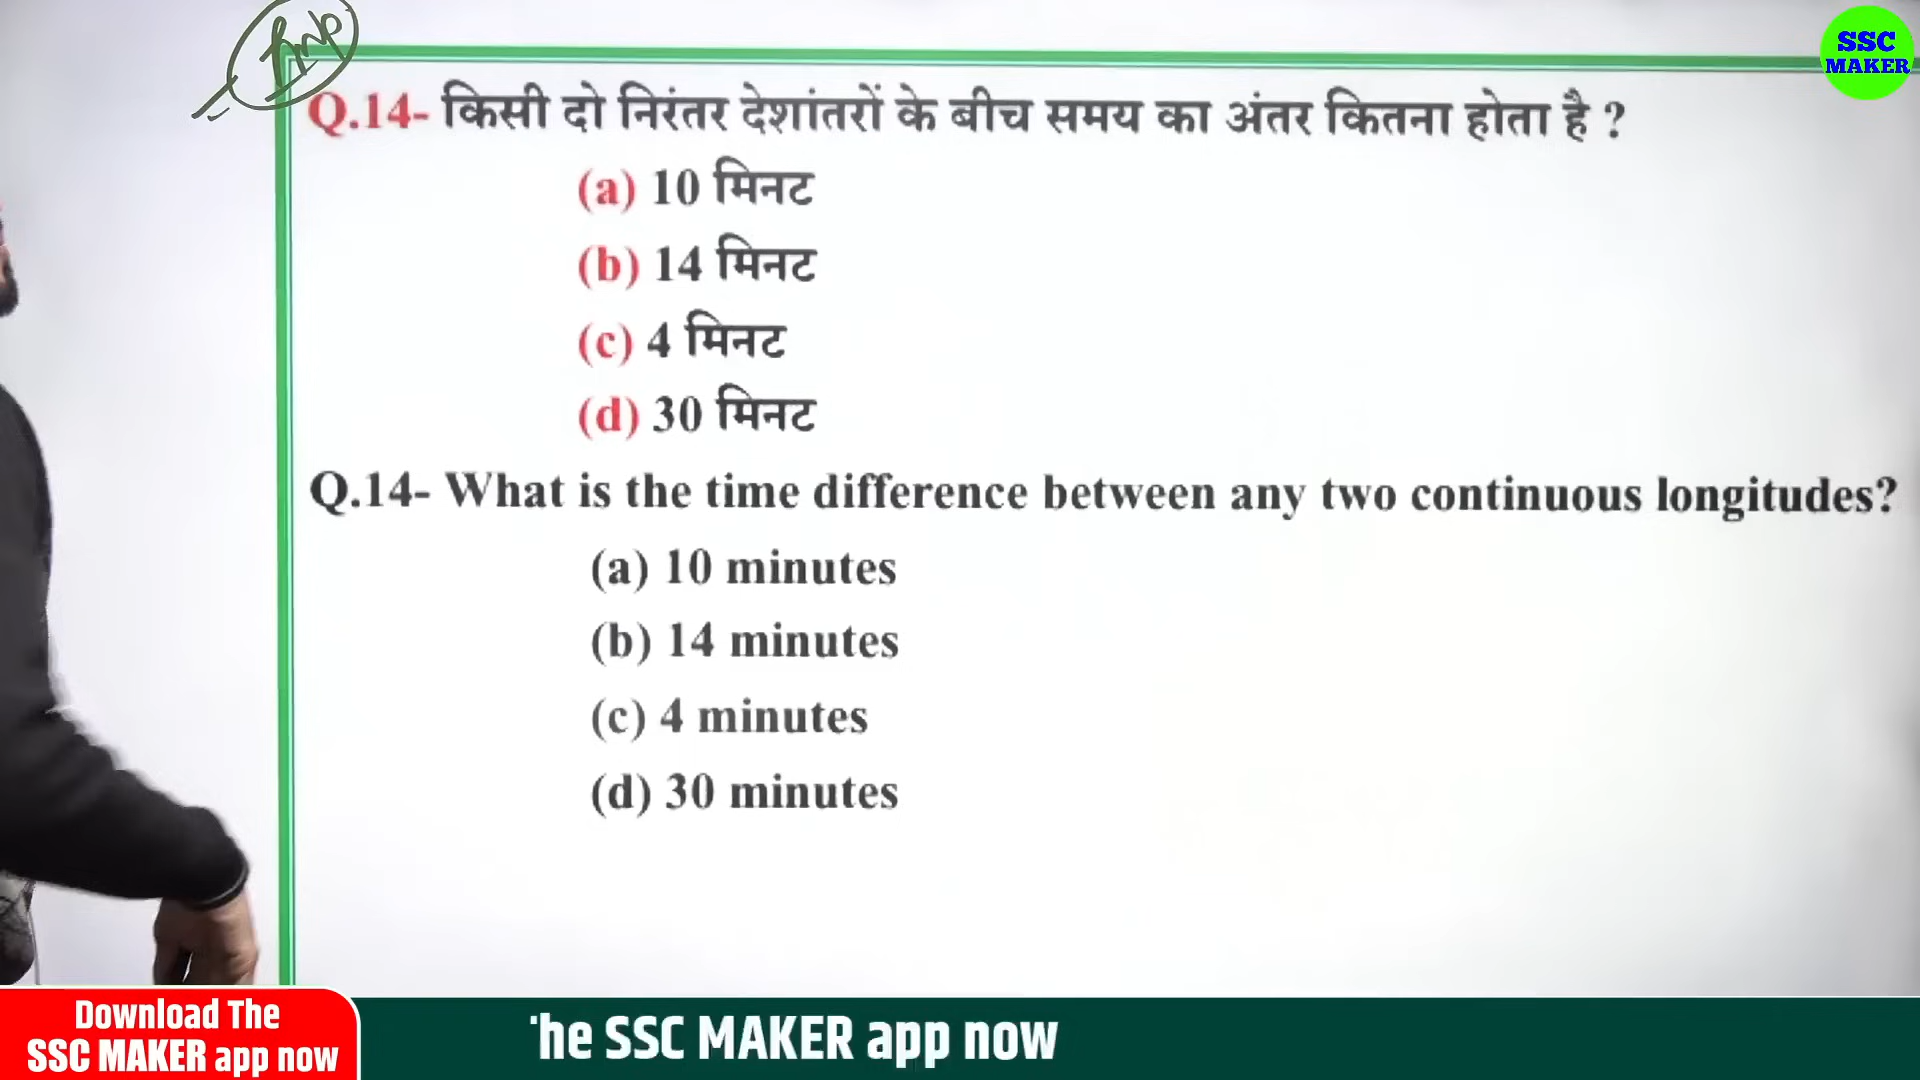 Imp
SSC
MAKER
Q.14- किसी दो निरंतर देशांतरों के बीच समय का अंतर कितना होता है ?
(a) 10 मिनट
(b) 14 मिनट
(c) 4 मिनट
(d) 30 मिनट
Q.14- What is the time difference between any two continuous longitudes?
(a) 10 minutes
(b) 14 minutes
(c) 4 minutes
(d) 30 minutes
Download The
SSC MAKER app now
he SSC MAKER app now